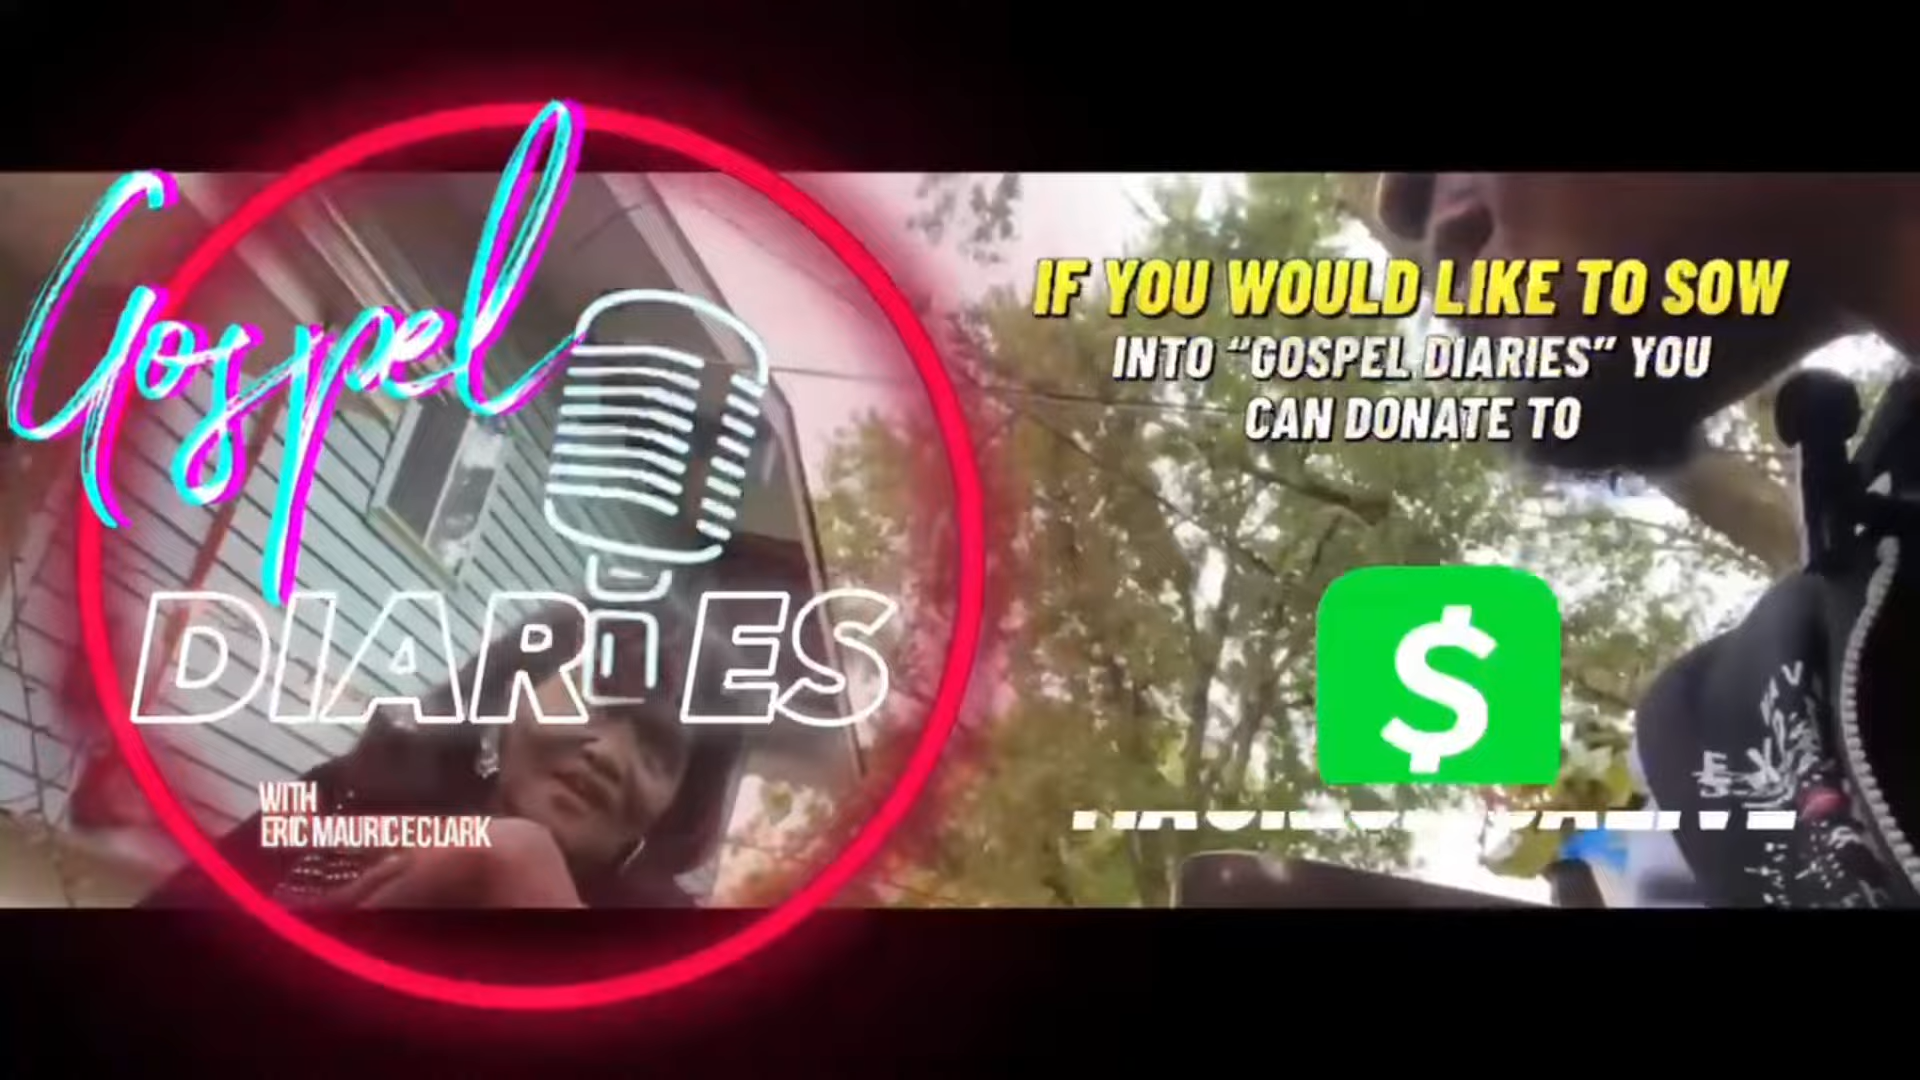 Gospel
DIARIES
WITH
ERIC MAURICE CLARK
IF YOU WOULD LIKE TO SOW
INTO “GOSPEL DIARIES” YOU
CAN DONATE TO
$